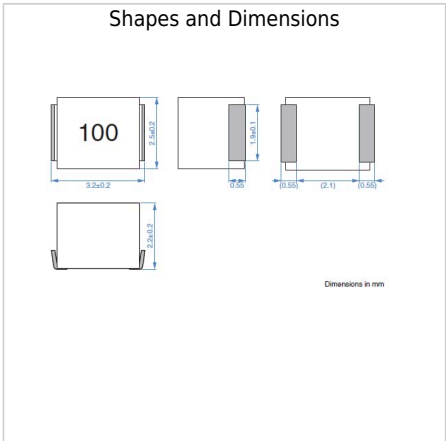 Shapes and Dimensions
100
2.5±0.2
3.2±0.2
1.9±0.1
0.55
(0.55) (2.1) (0.55)
2.2±0.2
Dimensions in mm